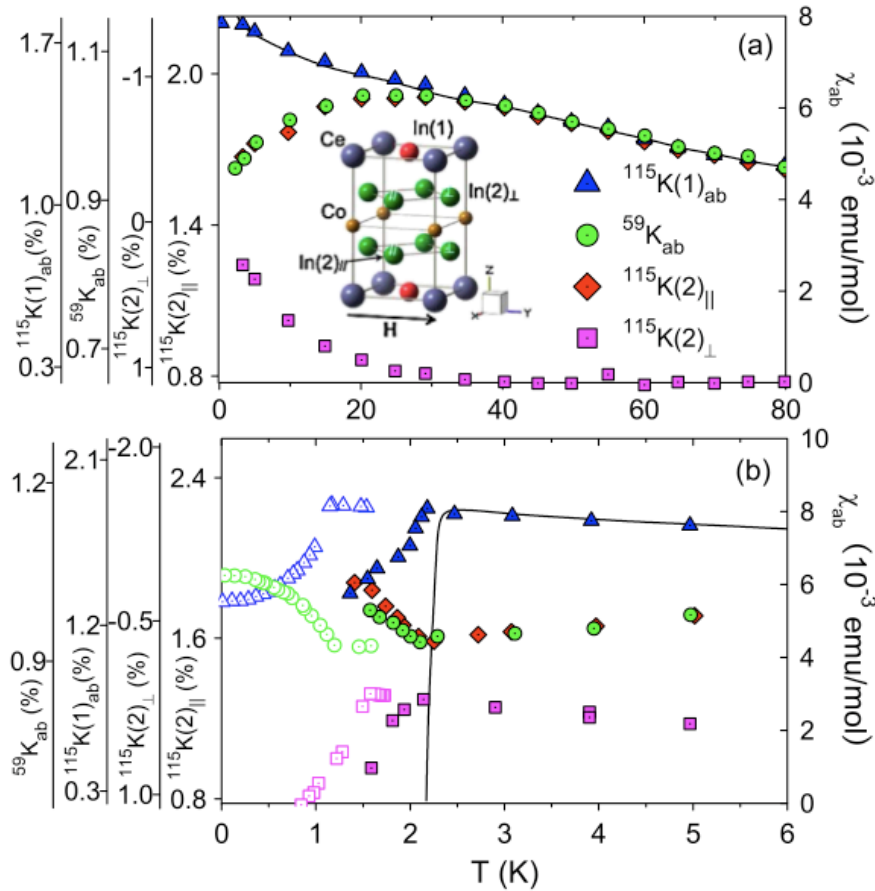 (a)
1.7
1.1
-1
2.0
1.0
0.9
0
1.4
0.3
0.7
1
0.8
¹¹⁵K(1)ab(%)
⁵⁹Kab (%)
¹¹⁵K(2)⊥(%)
¹¹⁵K(2)|| (%)
8
6
4
2
0
χab (10⁻³ emu/mol)
0
20
40
60
80
Ce
In(1)
In(2)⊥
Co
In(2)//
H
Z
X
Y
¹¹⁵K(1)ab
⁵⁹Kab
¹¹⁵K(2)||
¹¹⁵K(2)⊥
(b)
1.2
2.1
-2.0
2.4
0.9
1.2
-0.5
1.6
0.3
1.0
0.8
⁵⁹Kab (%)
¹¹⁵K(1)ab(%)
¹¹⁵K(2)⊥ (%)
¹¹⁵K(2)|| (%)
10
8
6
4
2
0
χab (10⁻³ emu/mol)
0
1
2
3
4
5
6
T (K)